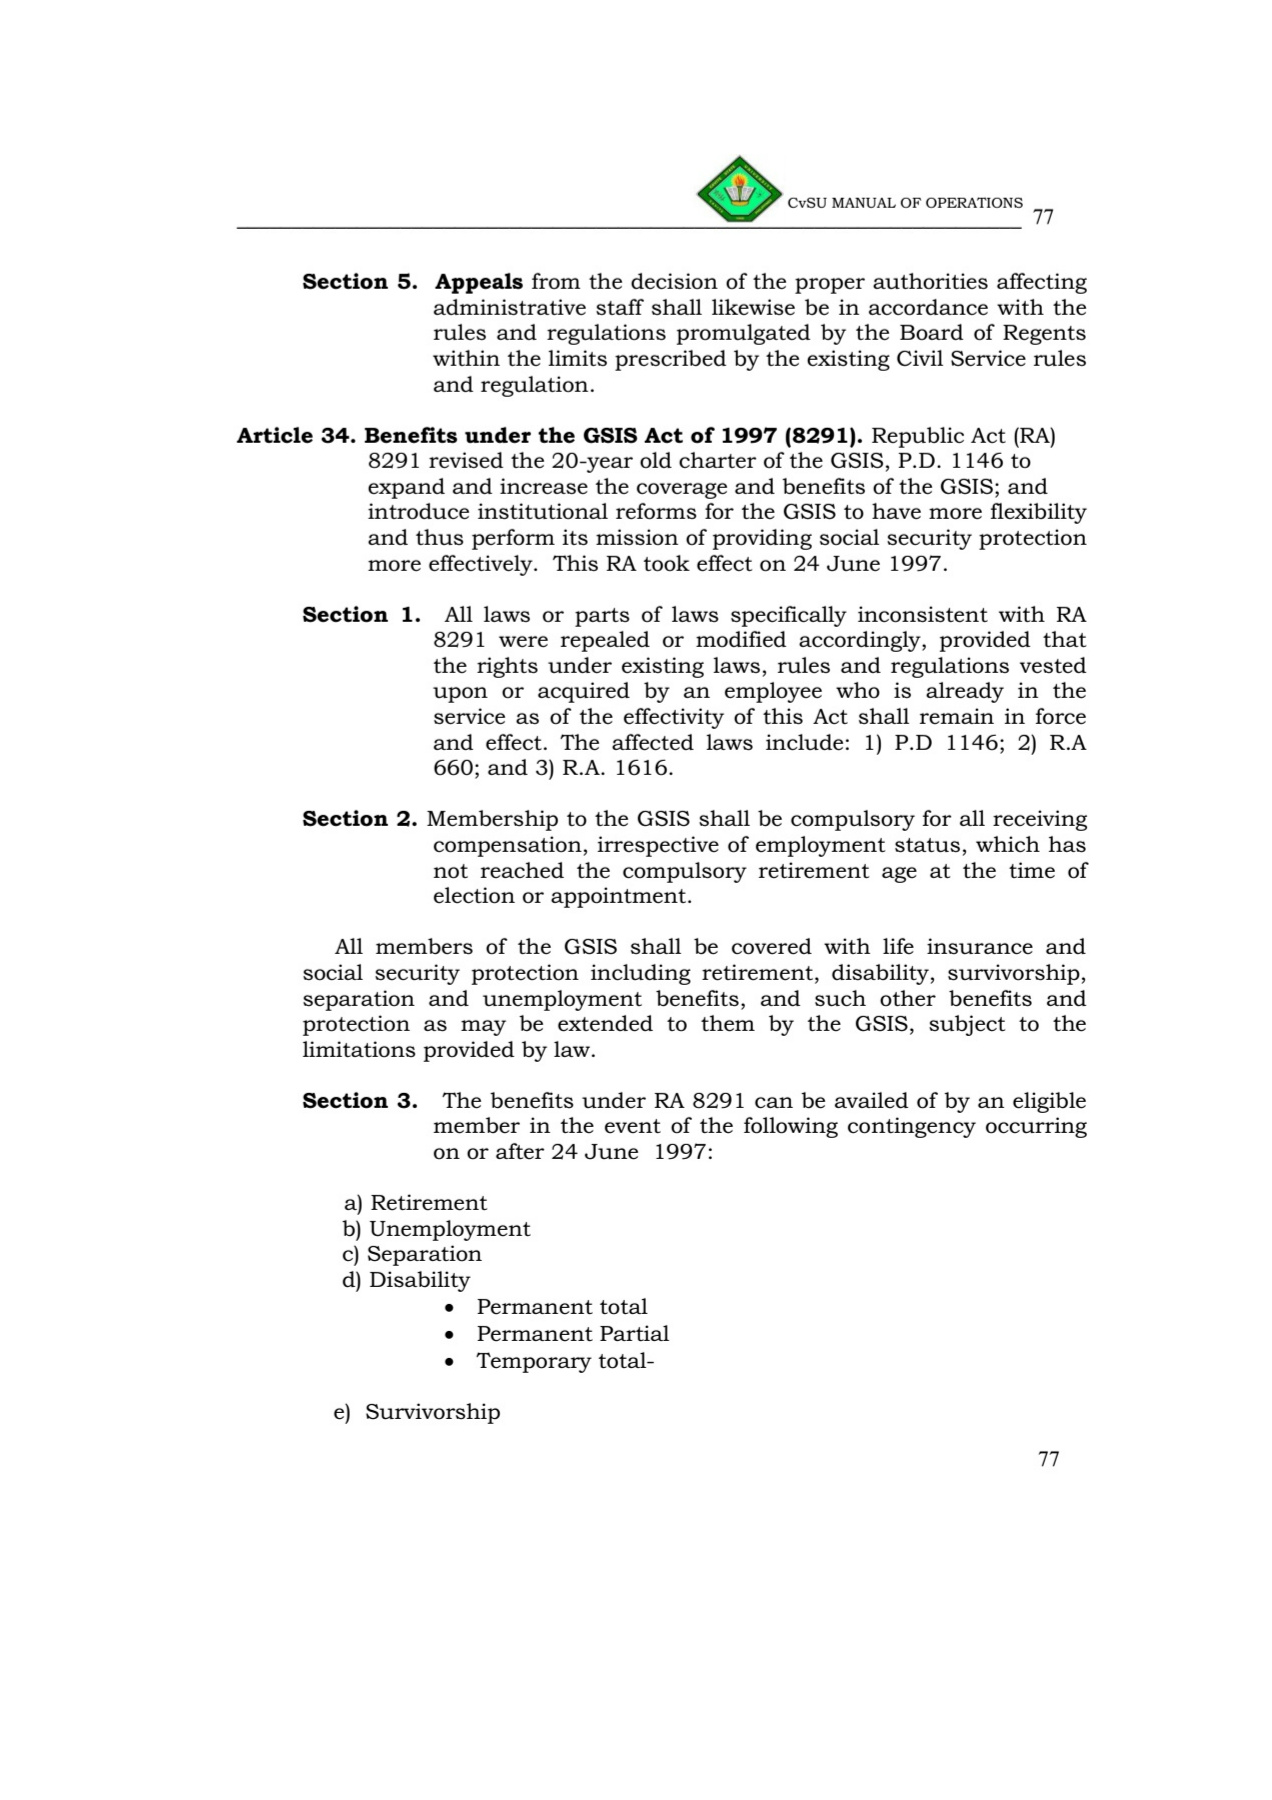 CvSU MANUAL OF OPERATIONS 77
Section 5. Appeals from the decision of the proper authorities affecting
administrative staff shall likewise be in accordance with the
rules and regulations promulgated by the Board of Regents
within the limits prescribed by the existing Civil Service rules
and regulation.
Article 34. Benefits under the GSIS Act of 1997 (8291). Republic Act (RA)
8291 revised the 20-year old charter of the GSIS, P.D. 1146 to
expand and increase the coverage and benefits of the GSIS; and
introduce institutional reforms for the GSIS to have more flexibility
and thus perform its mission of providing social security protection
more effectively. This RA took effect on 24 June 1997.
Section 1. All laws or parts of laws specifically inconsistent with RA
8291 were repealed or modified accordingly, provided that
the rights under existing laws, rules and regulations vested
upon or acquired by an employee who is already in the
service as of the effectivity of this Act shall remain in force
and effect. The affected laws include: 1) P.D 1146; 2) R.A
660; and 3) R.A. 1616.
Section 2. Membership to the GSIS shall be compulsory for all receiving
compensation, irrespective of employment status, which has
not reached the compulsory retirement age at the time of
election or appointment.
All members of the GSIS shall be covered with life insurance and
social security protection including retirement, disability, survivorship,
separation and unemployment benefits, and such other benefits and
protection as may be extended to them by the GSIS, subject to the
limitations provided by law.
Section 3. The benefits under RA 8291 can be availed of by an eligible
member in the event of the following contingency occurring
on or after 24 June 1997:
a) Retirement
b) Unemployment
c) Separation
d) Disability
• Permanent total
• Permanent Partial
• Temporary total-
e) Survivorship
77